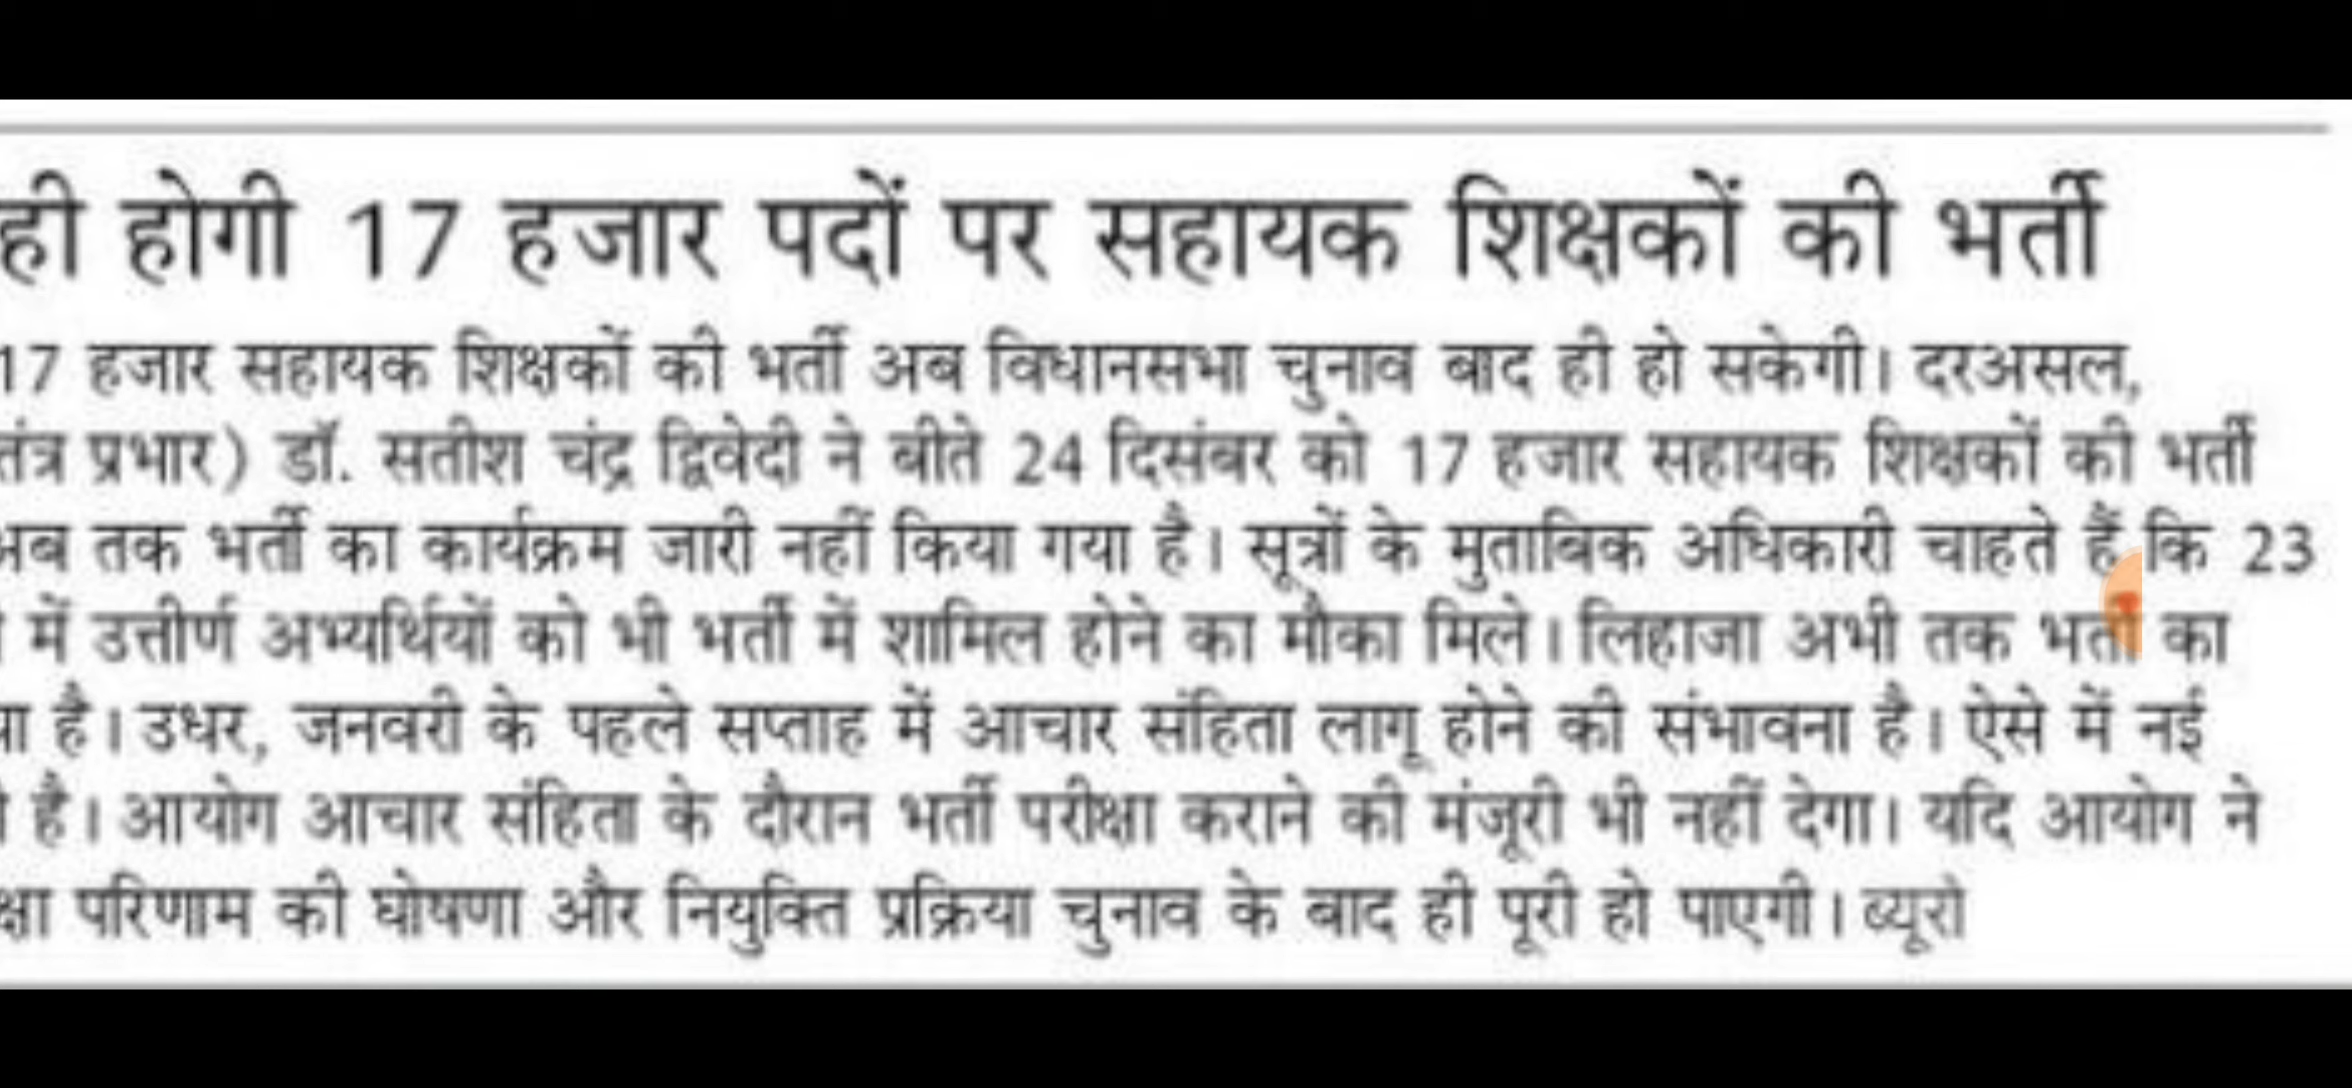 ही होगी 17 हजार पदों पर सहायक शिक्षकों की भर्ती
17 हजार सहायक शिक्षकों की भर्ती अब विधानसभा चुनाव बाद ही हो सकेगी। दरअसल,
तंत्र प्रभार) डॉ. सतीश चंद्र द्विवेदी ने बीते 24 दिसंबर को 17 हजार सहायक शिक्षकों की भर्ती
अब तक भर्ती का कार्यक्रम जारी नहीं किया गया है। सूत्रों के मुताबिक अधिकारी चाहते हैं कि 23
में उत्तीर्ण अभ्यर्थियों को भी भर्ती में शामिल होने का मौका मिले। लिहाजा अभी तक भर्ती का
है। उधर, जनवरी के पहले सप्ताह में आचार संहिता लागू होने की संभावना है। ऐसे में नई
है। आयोग आचार संहिता के दौरान भर्ती परीक्षा कराने की मंजूरी भी नहीं देगा। यदि आयोग ने
क्षा परिणाम की घोषणा और नियुक्ति प्रक्रिया चुनाव के बाद ही पूरी हो पाएगी। ब्यूरो